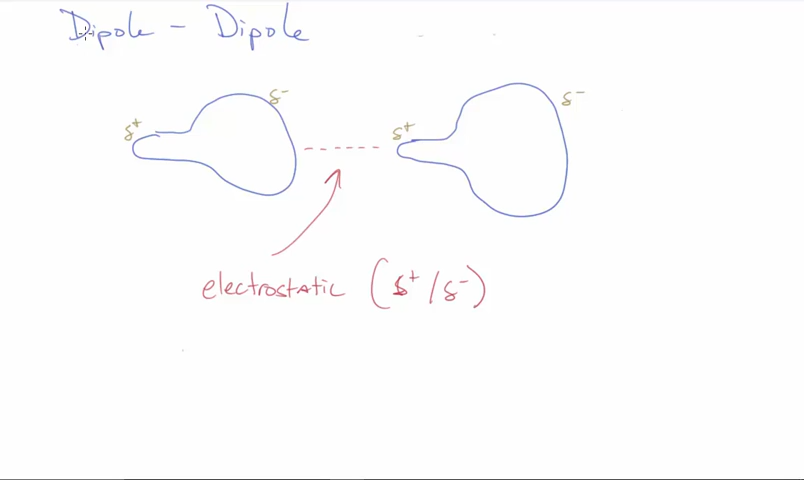 Dipole - Dipole
δ+ δ- δ+ δ-
electrostatic (δ+/δ-)